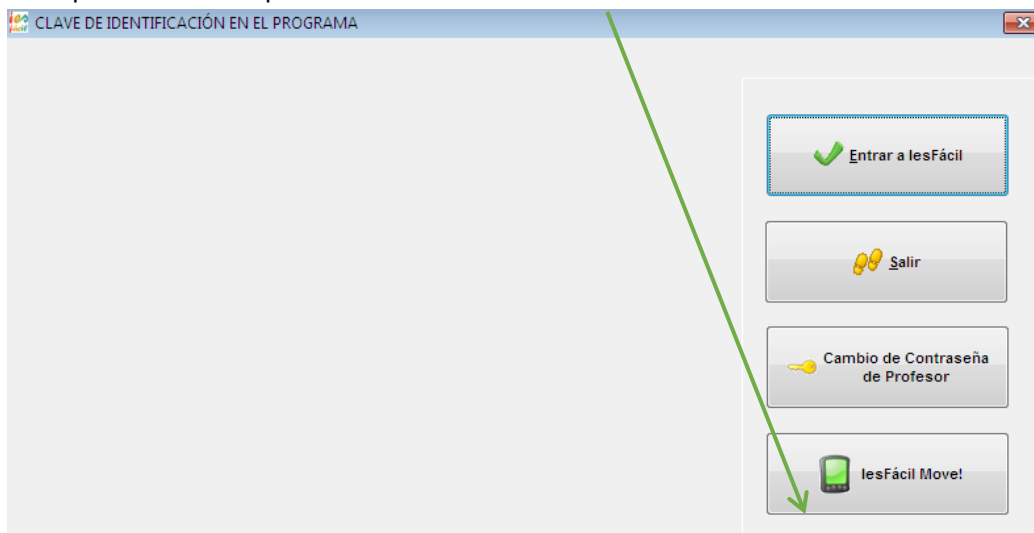 CLAVE DE IDENTIFICACIÓN EN EL PROGRAMA
Entrar a IesFácil
Salir
Cambio de Contraseña
de Profesor
IesFácil Move!